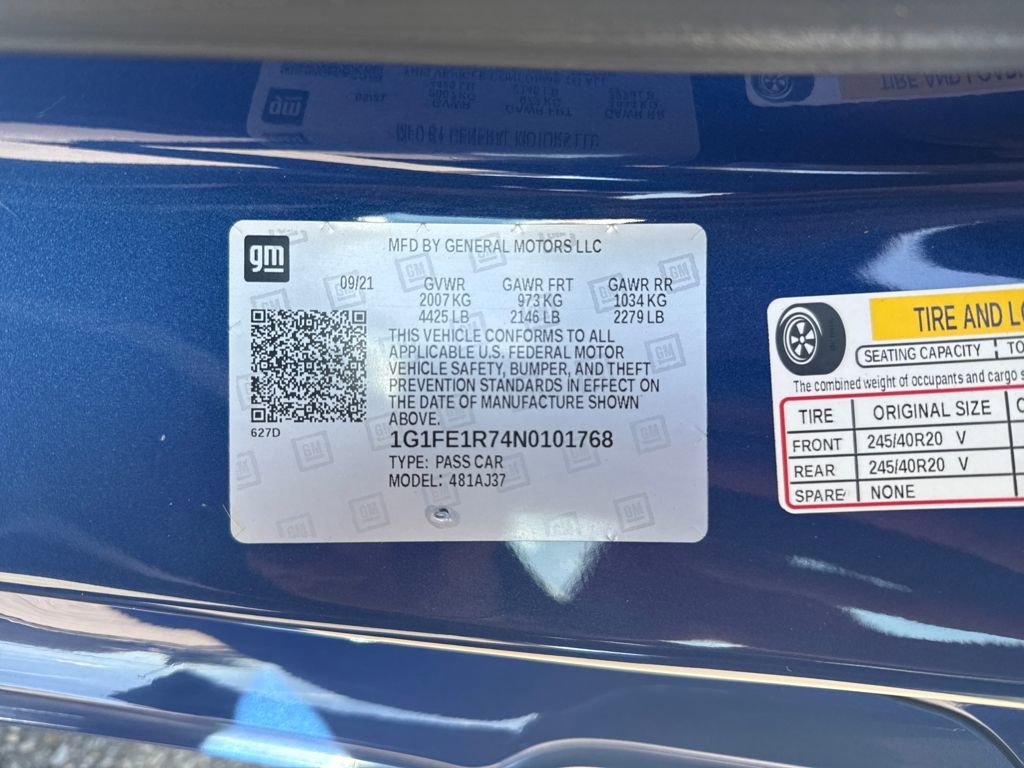 gm
MFD BY GENERAL MOTORS LLC
09/21 GVWR GAWR FRT GAWR RR
2007 KG 973 KG 1034 KG
4425 LB 2146 LB 2279 LB
THIS VEHICLE CONFORMS TO ALL
APPLICABLE U.S. FEDERAL MOTOR
VEHICLE SAFETY, BUMPER, AND THEFT
PREVENTION STANDARDS IN EFFECT ON
THE DATE OF MANUFACTURE SHOWN
ABOVE.
627D
1G1FE1R74N0101768
TYPE: PASS CAR
MODEL: 481AJ37
TIRE AND
SEATING CAPACITY
The combined weight of occupants and cargo
TIRE ORIGINAL SIZE
FRONT 245/40R20 V
REAR 245/40R20 V
SPARE NONE